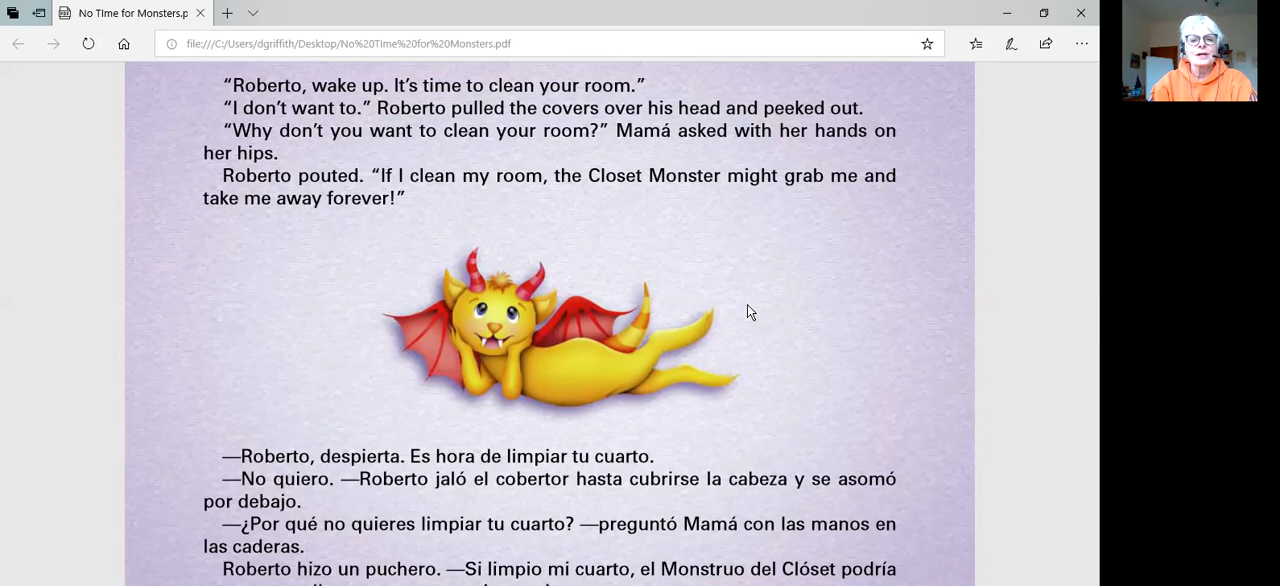 No TIme for Monsters.p
file:///C:/Users/dgriffith/Desktop/No%20TIme%20for%20Monsters.pdf
“Roberto, wake up. It’s time to clean your room.”
“I don’t want to.” Roberto pulled the covers over his head and peeked out.
“Why don’t you want to clean your room?” Mamá asked with her hands on
her hips.
Roberto pouted. “If I clean my room, the Closet Monster might grab me and
take me away forever!”
—Roberto, despierta. Es hora de limpiar tu cuarto.
—No quiero. —Roberto jaló el cobertor hasta cubrirse la cabeza y se asomó
por debajo.
—¿Por qué no quieres limpiar tu cuarto? —preguntó Mamá con las manos en
las caderas.
Roberto hizo un puchero. —Si limpio mi cuarto, el Monstruo del Clóset podría